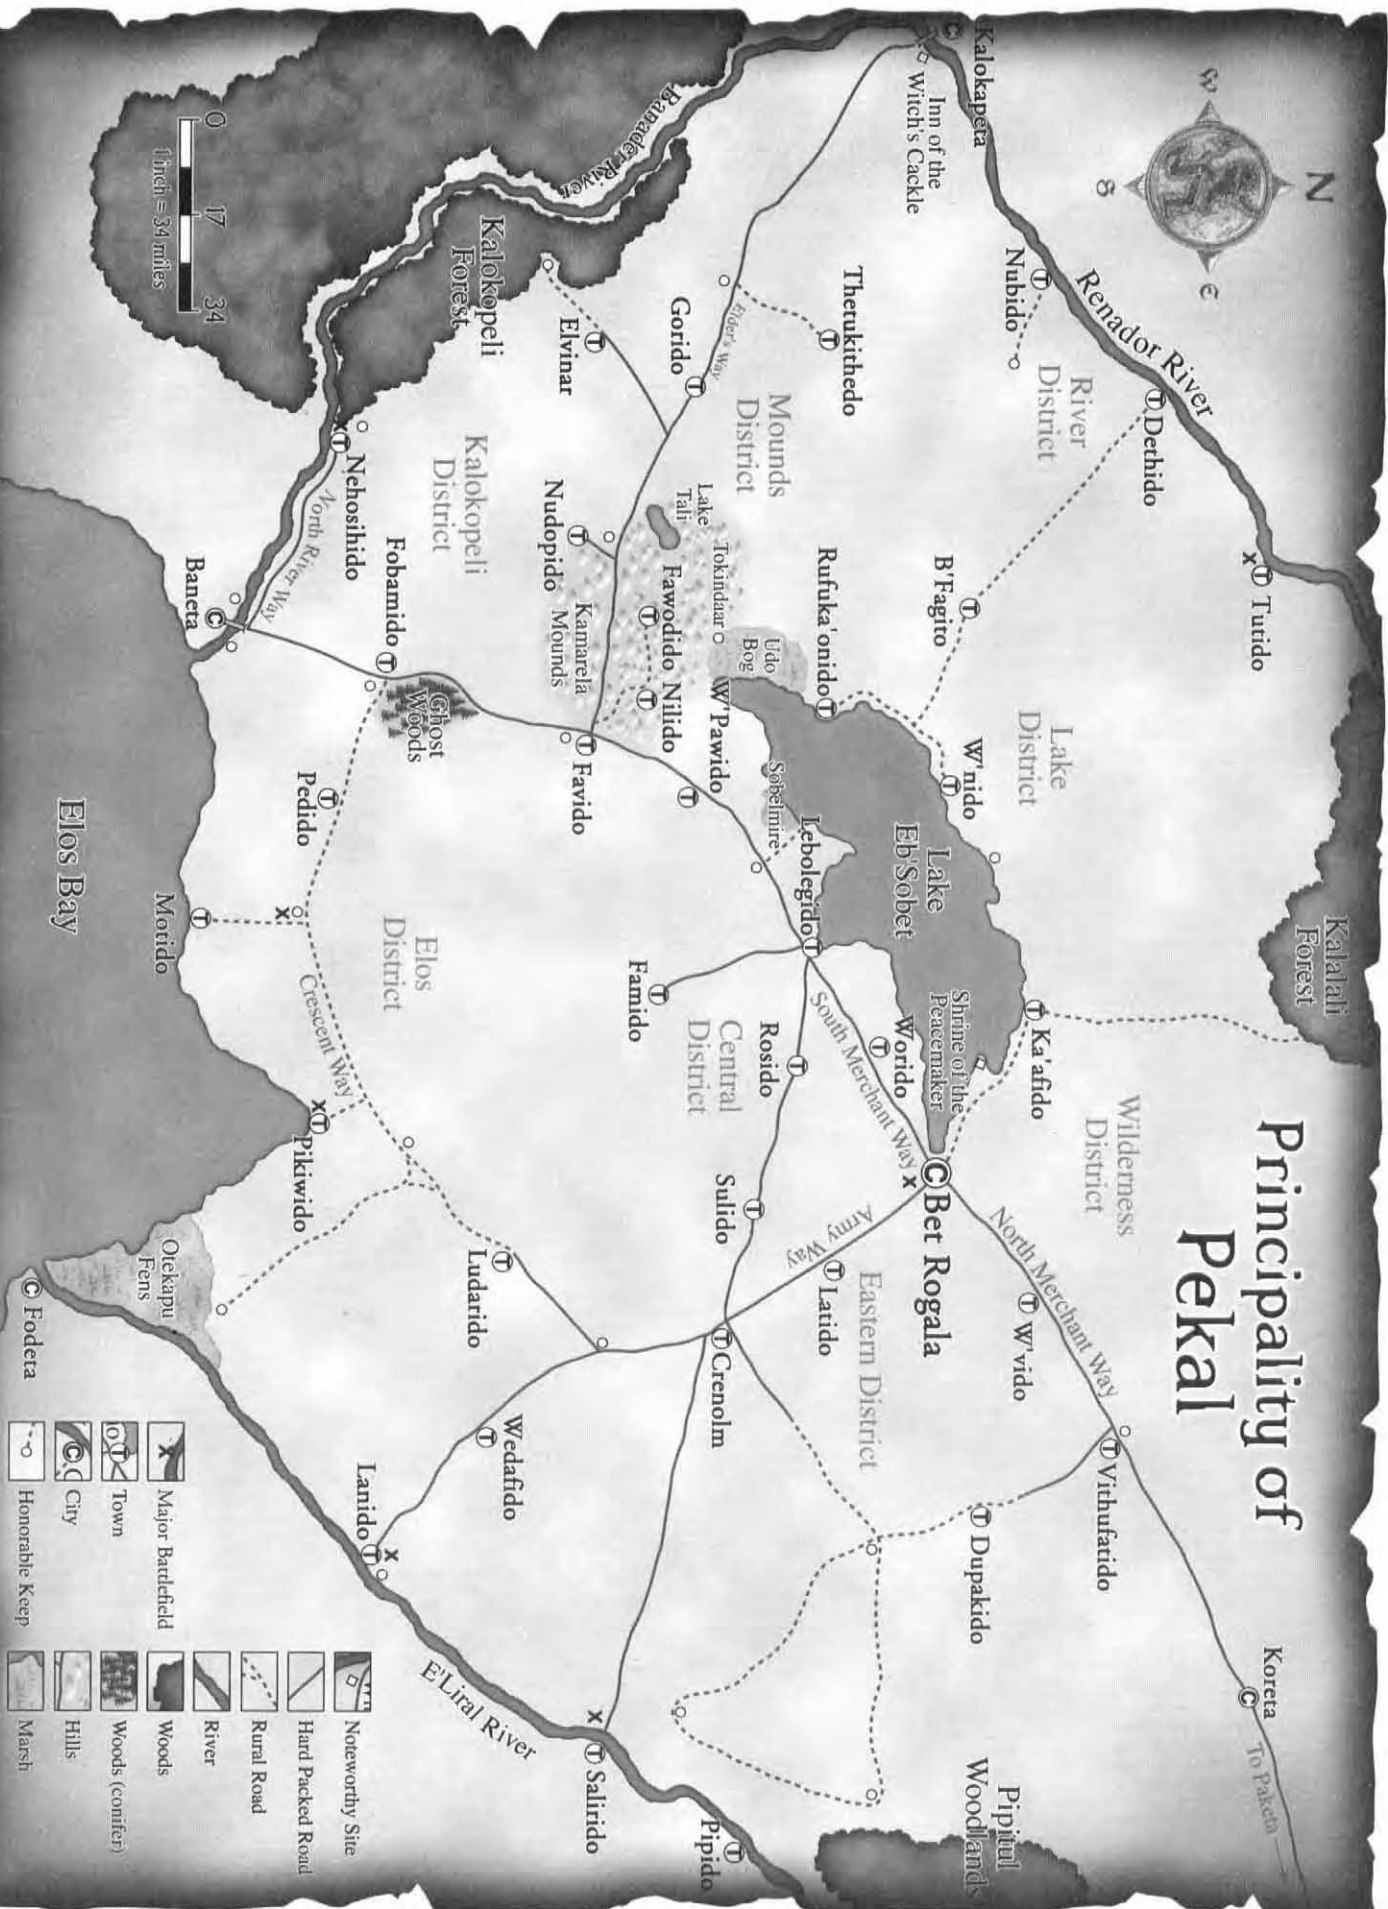 Principality of
Pekal
N
W
E
S
Kalokapeta
Inn of the
Witch's Cackle
Nubido
Renador River
River
District
Dethido
Tutido
Kalalali
Forest
Banader River
Kalokopeli
Forest
Elvinar
Gorido
Elder's Way
Therukithedo
Mounds
District
Kalokopeli
District
Nehosihido
North River Way
Baneta
Fobamido
Nudopido
Kamarela
Mounds
Lake
Tali
Fawodido
Tokindaar
Udo
Bog
Nilido
W'Pawido
Rufuka'onido
B'Fagito
W'nido
Lake
District
Lake
Eb'Sobet
Sobelmire
Lebolegido
Ghost
Woods
Favido
Pedido
Motido
Elos Bay
Elos
District
Crescent Way
Pikiwido
Famido
Central
District
Rosido
Worido
South Merchant Way
Shrine of the
Peacemaker
Ka'afido
Wilderness
District
C Bet Rogala
North Merchant Way
Army Way
Sulido
Latido
W'vido
Eastern District
Vithufatido
Dupakido
Koreta
To Paketa
Pipitul
Woodlands
Crenolm
Ludarido
Wedafido
Lanido
Otekapu
Fens
Fodeta
E'Liral River
Salirido
Pipido
0 17 34
1 inch = 34 miles
X Major Battlefield
T Town
C City
Honorable Keep
Noteworthy Site
Hard Packed Road
Rural Road
River
Woods
Woods (conifer)
Hills
Marsh